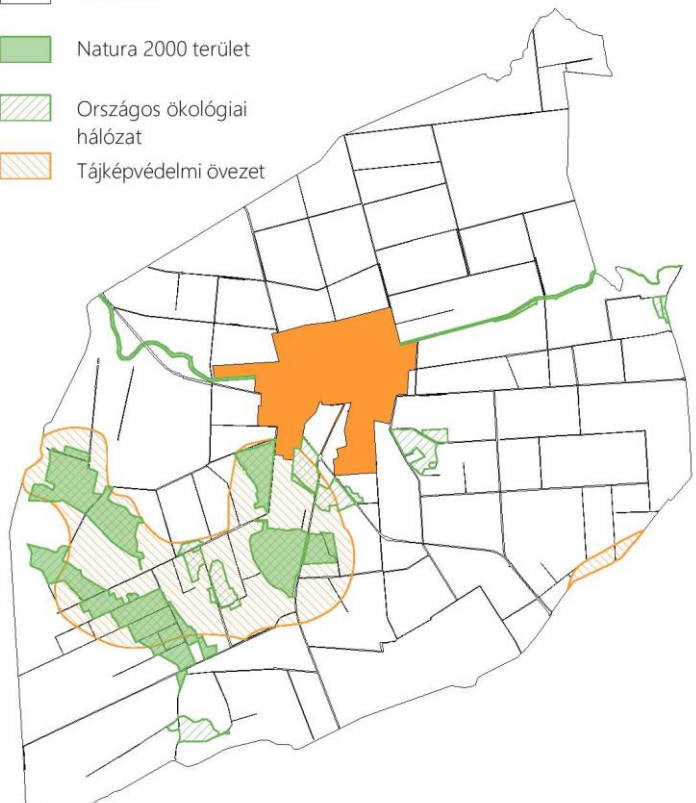 Natura 2000 terület
Országos ökológiai
hálózat
Tájképvédelmi övezet